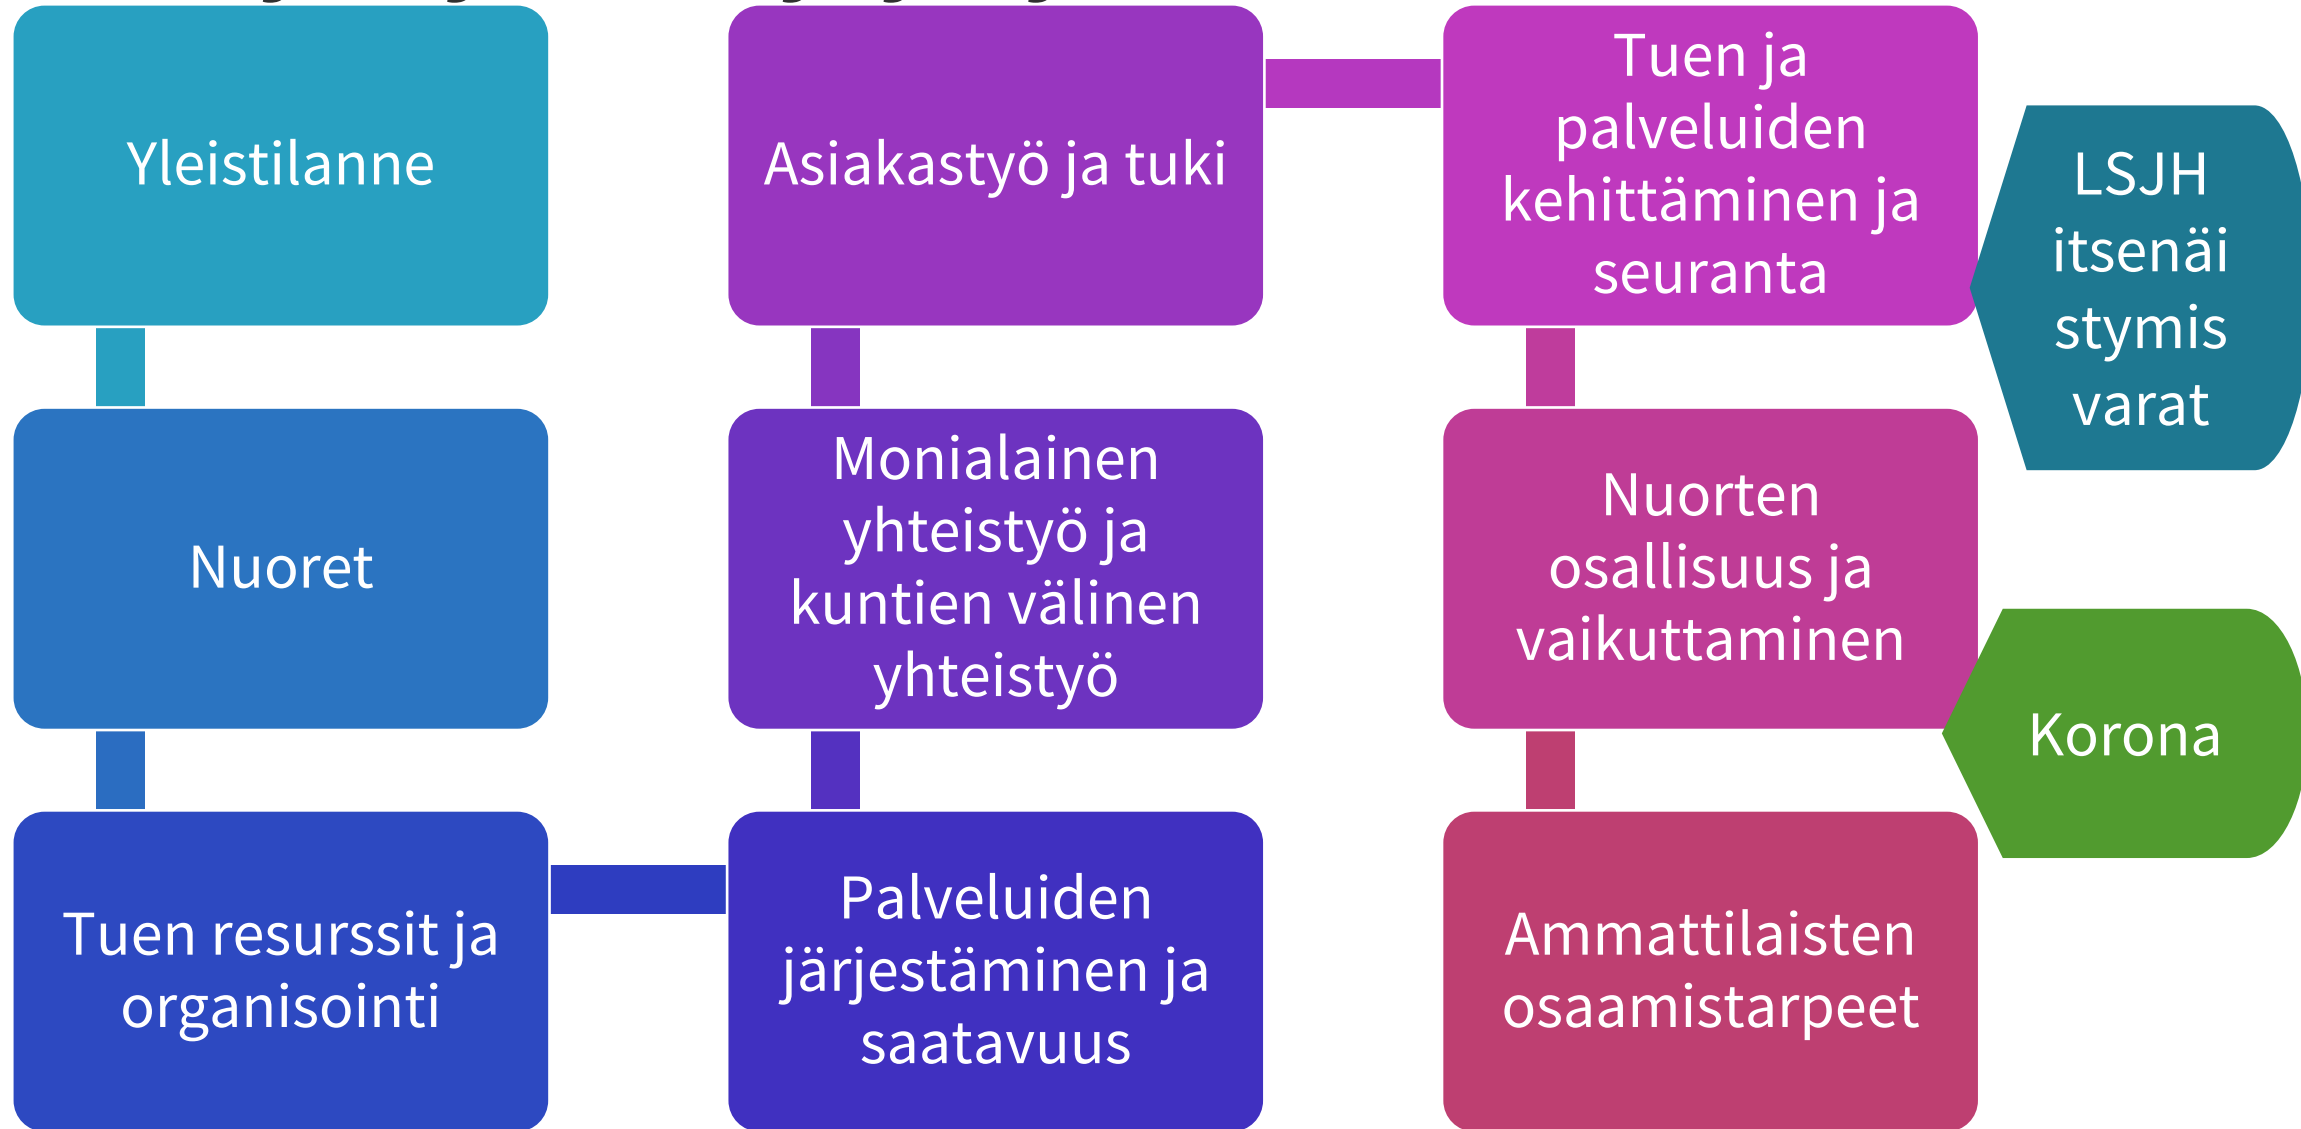 Yleistilanne
Nuoret
Tuen resurssit ja
organisointi
Palveluiden
järjestäminen ja
saatavuus
Monialainen
yhteistyö ja
kuntien välinen
yhteistyö
Asiakastyö ja tuki
Tuen ja
palveluiden
kehittäminen ja
seuranta
Nuorten
osallisuus ja
vaikuttaminen
Ammattilaisten
osaamistarpeet
LSJH
itsenäi
stymis
varat
Korona